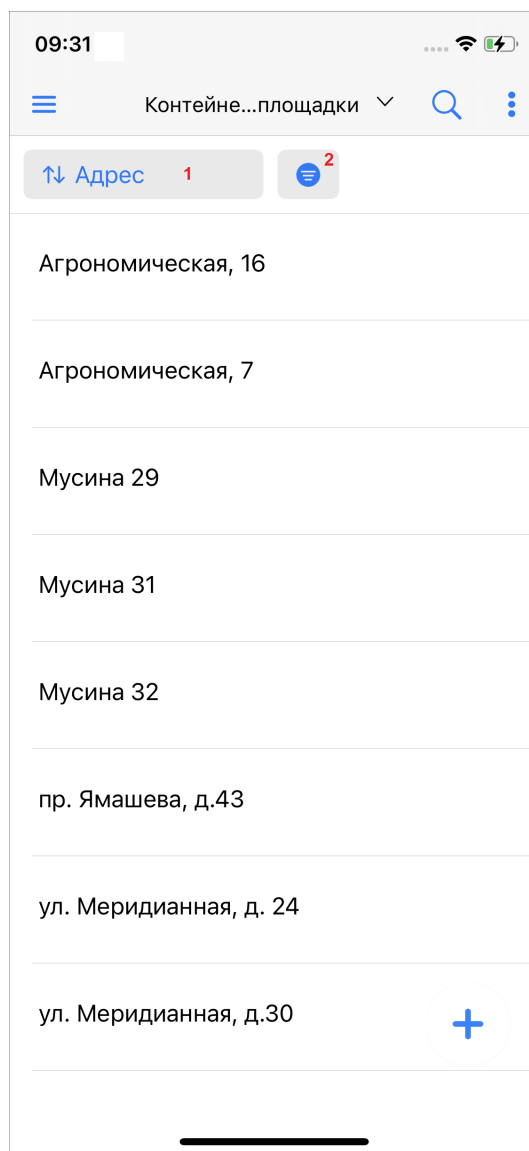 09:31
Контейне...площадки
Адрес 1
2
Агрономическая, 16
Агрономическая, 7
Мусина 29
Мусина 31
Мусина 32
пр. Ямашева, д.43
ул. Меридианная, д. 24
ул. Меридианная, д.30